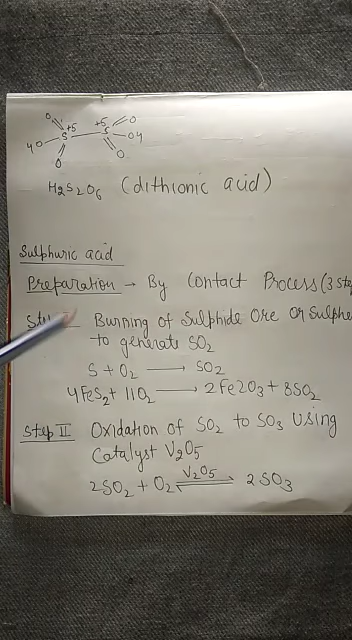 O O
+5 +5
HO-S-S-OH
O O
H2S2O6 (dithionic acid)
Sulphuric acid
Preparation → By Contact Process (3 Ste
Burning of Sulphide Ore Or Sulphe
to generate SO2
S + O2 → SO2
4FeS2 + 11O2 → 2Fe2O3 + 8SO2
Step II Oxidation of SO2 to SO3 Using
Catalyst V2O5
2SO2 + O2 ⇌ 2SO3
V2O5